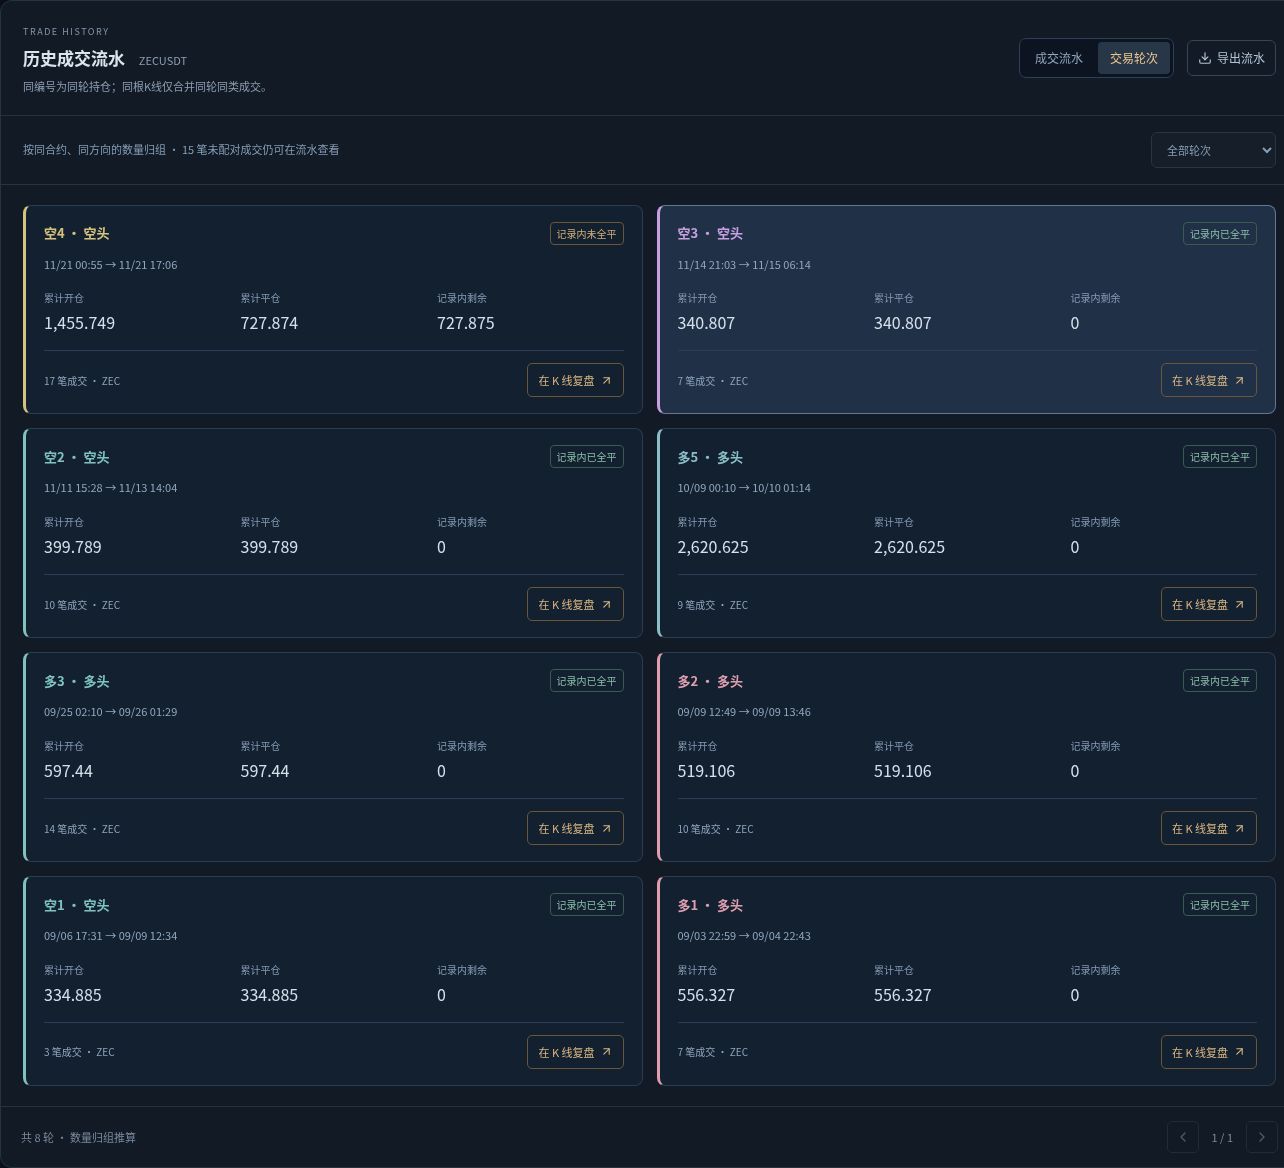 TRADE HISTORY
历史成交流水 ZECUSDT
同编号为同轮持仓；同根K线仅合并同轮同类成交。
成交流水 交易轮次 导出流水
按同合约、同方向的数量归组 · 15 笔未配对成交仍可在流水查看
全部轮次
空4 · 空头 记录内未全平
11/21 00:55 → 11/21 17:06
累计开仓 累计平仓 记录内剩余
1,455.749 727.874 727.875
17 笔成交 · ZEC 在 K 线复盘
空3 · 空头 记录内已全平
11/14 21:03 → 11/15 06:14
累计开仓 累计平仓 记录内剩余
340.807 340.807 0
7 笔成交 · ZEC 在 K 线复盘
空2 · 空头 记录内已全平
11/11 15:28 → 11/13 14:04
累计开仓 累计平仓 记录内剩余
399.789 399.789 0
10 笔成交 · ZEC 在 K 线复盘
多5 · 多头 记录内已全平
10/09 00:10 → 10/10 01:14
累计开仓 累计平仓 记录内剩余
2,620.625 2,620.625 0
9 笔成交 · ZEC 在 K 线复盘
多3 · 多头 记录内已全平
09/25 02:10 → 09/26 01:29
累计开仓 累计平仓 记录内剩余
597.44 597.44 0
14 笔成交 · ZEC 在 K 线复盘
多2 · 多头 记录内已全平
09/09 12:49 → 09/09 13:46
累计开仓 累计平仓 记录内剩余
519.106 519.106 0
10 笔成交 · ZEC 在 K 线复盘
空1 · 空头 记录内已全平
09/06 17:31 → 09/09 12:34
累计开仓 累计平仓 记录内剩余
334.885 334.885 0
3 笔成交 · ZEC 在 K 线复盘
多1 · 多头 记录内已全平
09/03 22:59 → 09/04 22:43
累计开仓 累计平仓 记录内剩余
556.327 556.327 0
7 笔成交 · ZEC 在 K 线复盘
共 8 轮 · 数量归组推算
1 / 1